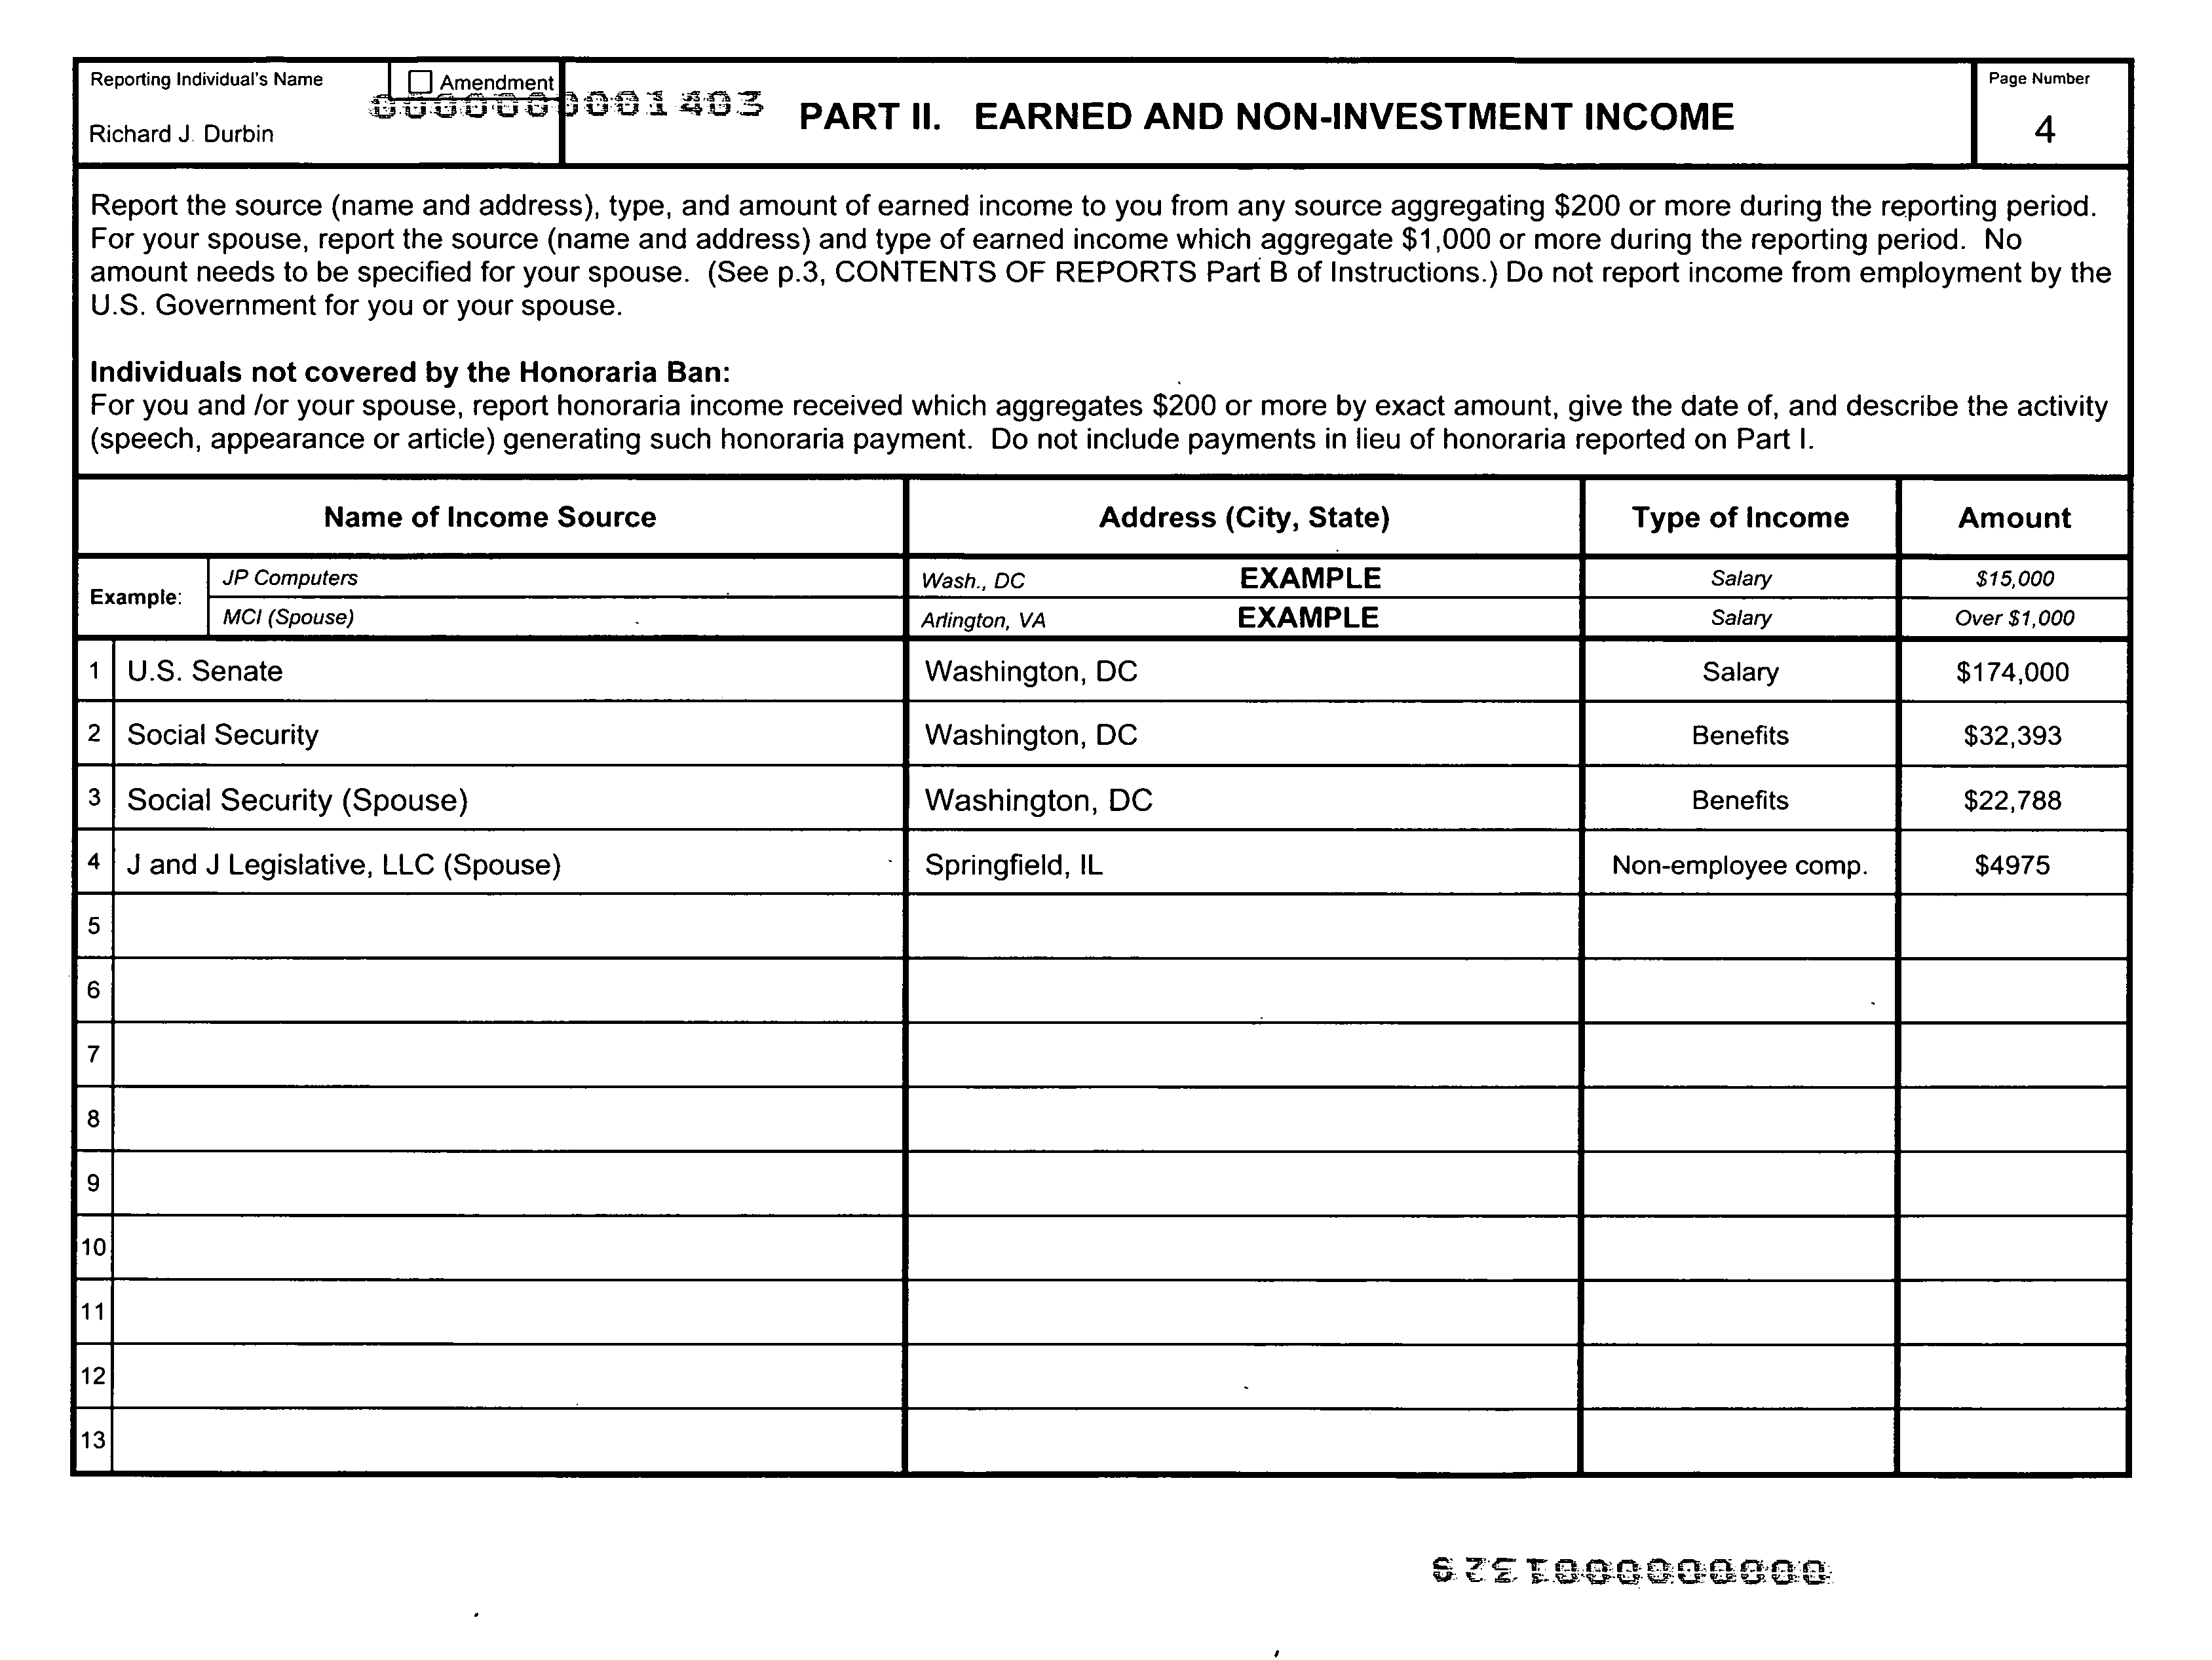 Reporting Individual's Name
Amendment
000000000001403
PART II. EARNED AND NON-INVESTMENT INCOME
Page Number
Richard J. Durbin
4
Report the source (name and address), type, and amount of earned income to you from any source aggregating $200 or more during the reporting period.
For your spouse, report the source (name and address) and type of earned income which aggregate $1,000 or more during the reporting period. No
amount needs to be specified for your spouse. (See p.3, CONTENTS OF REPORTS Part B of Instructions.) Do not report income from employment by the
U.S. Government for you or your spouse.
Individuals not covered by the Honoraria Ban:
For you and /or your spouse, report honoraria income received which aggregates $200 or more by exact amount, give the date of, and describe the activity
(speech, appearance or article) generating such honoraria payment. Do not include payments in lieu of honoraria reported on Part I.
Name of Income Source Address (City, State) Type of Income Amount
Example: JP Computers Wash., DC EXAMPLE Salary $15,000
MCI (Spouse) Arlington, VA EXAMPLE Salary Over $1,000
1 U.S. Senate Washington, DC Salary $174,000
2 Social Security Washington, DC Benefits $32,393
3 Social Security (Spouse) Washington, DC Benefits $22,788
4 J and J Legislative, LLC (Spouse) Springfield, IL Non-employee comp. $4975
5
6
7
8
9
10
11
12
13